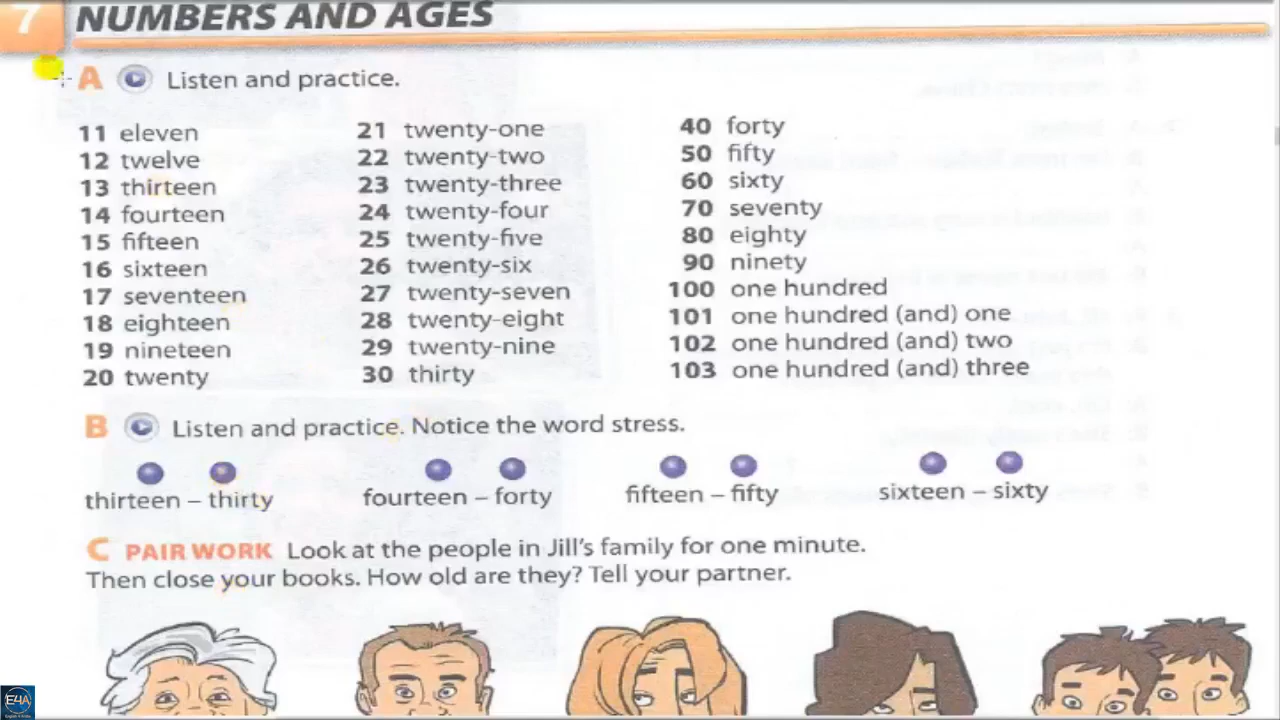 7 NUMBERS AND AGES
A Listen and practice.
11 eleven
12 twelve
13 thirteen
14 fourteen
15 fifteen
16 sixteen
17 seventeen
18 eighteen
19 nineteen
20 twenty
21 twenty-one
22 twenty-two
23 twenty-three
24 twenty-four
25 twenty-five
26 twenty-six
27 twenty-seven
28 twenty-eight
29 twenty-nine
30 thirty
40 forty
50 fifty
60 sixty
70 seventy
80 eighty
90 ninety
100 one hundred
101 one hundred (and) one
102 one hundred (and) two
103 one hundred (and) three
B Listen and practice. Notice the word stress.
thirteen – thirty fourteen – forty fifteen – fifty sixteen – sixty
C PAIR WORK Look at the people in Jill's family for one minute.
Then close your books. How old are they? Tell your partner.
E4A